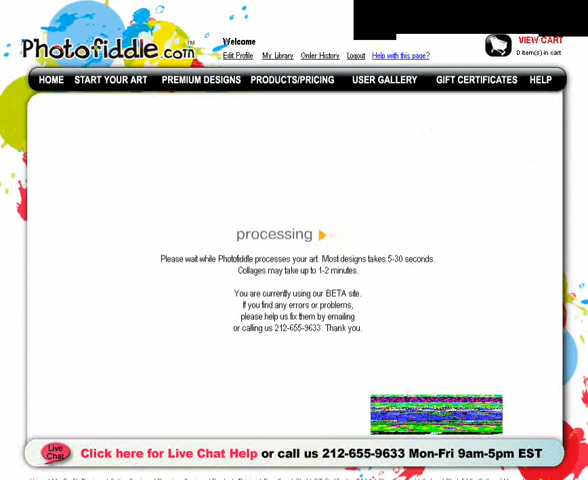 Photofiddle.com™
Welcome
Edit Profile My Library Order History Logout Help with this page?
VIEW CART
0 item(s) in cart
HOME START YOUR ART PREMIUM DESIGNS PRODUCTS/PRICING USER GALLERY GIFT CERTIFICATES HELP
processing
Please wait while Photofiddle processes your art. Most designs takes 5-30 seconds.
Collages may take up to 1-2 minutes.
You are currently using our BETA site.
If you find any errors or problems,
please help us fix them by emailing
or calling us 212-655-9633. Thank you.
Live Chat
Click here for Live Chat Help or call us 212-655-9633 Mon-Fri 9am-5pm EST